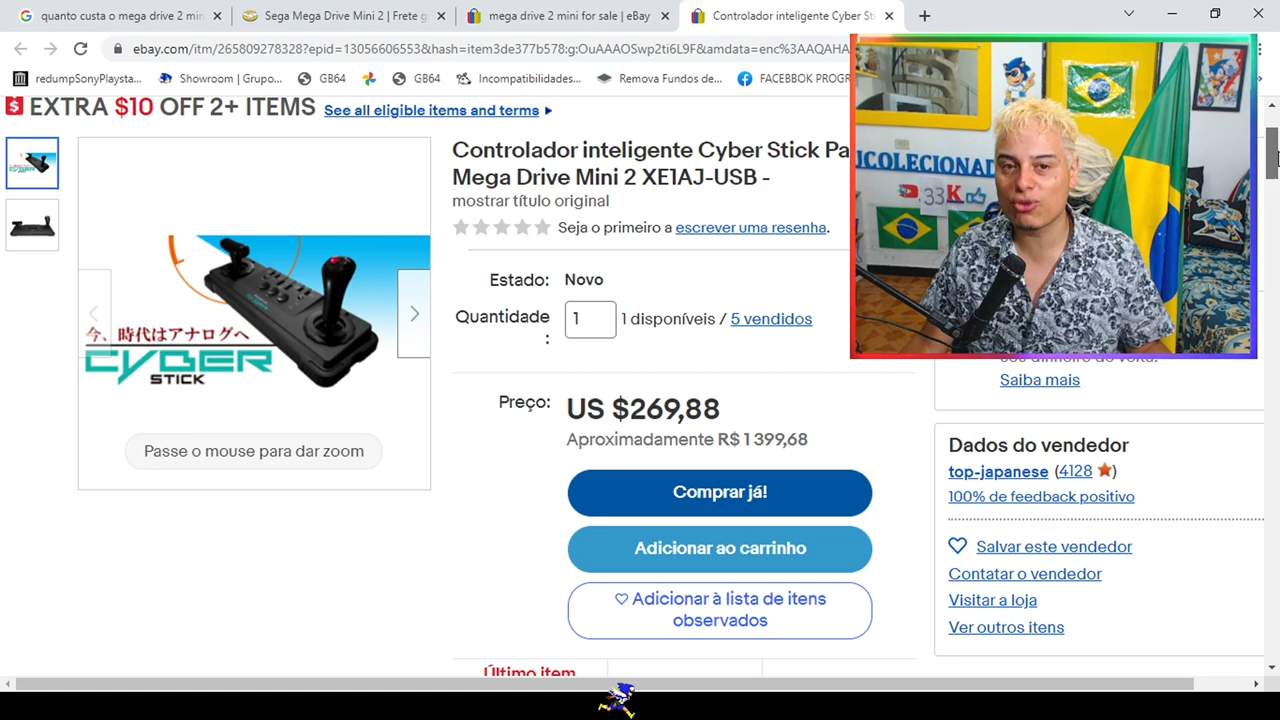 quanto custa o mega drive 2 min
Sega Mega Drive Mini 2 | Frete g
mega drive 2 mini for sale | eBay
Controlador inteligente Cyber Sti
ebay.com/itm/265809278328?epid=13056606553&hash=item3de377b578:g:OuAAAOSwp2ti6L9F&amdata=enc%3AAQAHA
redumpSonyPlaysta...
Showroom | Grupo...
GB64
GB64
Incompatibilidades...
Remova Fundos de...
FACEBBOK PROGR
EXTRA $10 OFF 2+ ITEMS
See all eligible items and terms
Controlador inteligente Cyber Stick Pa
Mega Drive Mini 2 XE1AJ-USB -
mostrar título original
Seja o primeiro a escrever uma resenha.
Estado: Novo
Quantidade
:
1
1 disponíveis / 5 vendidos
今、時代はアナログへ
CYBER
STICK
Passe o mouse para dar zoom
Preço: US $269,88
Aproximadamente R$ 1 399,68
Comprar já!
Adicionar ao carrinho
Adicionar à lista de itens
observados
Último item
ICOLECIONAD
33K
Saiba mais
Dados do vendedor
top-japanese (4128)
100% de feedback positivo
Salvar este vendedor
Contatar o vendedor
Visitar a loja
Ver outros itens